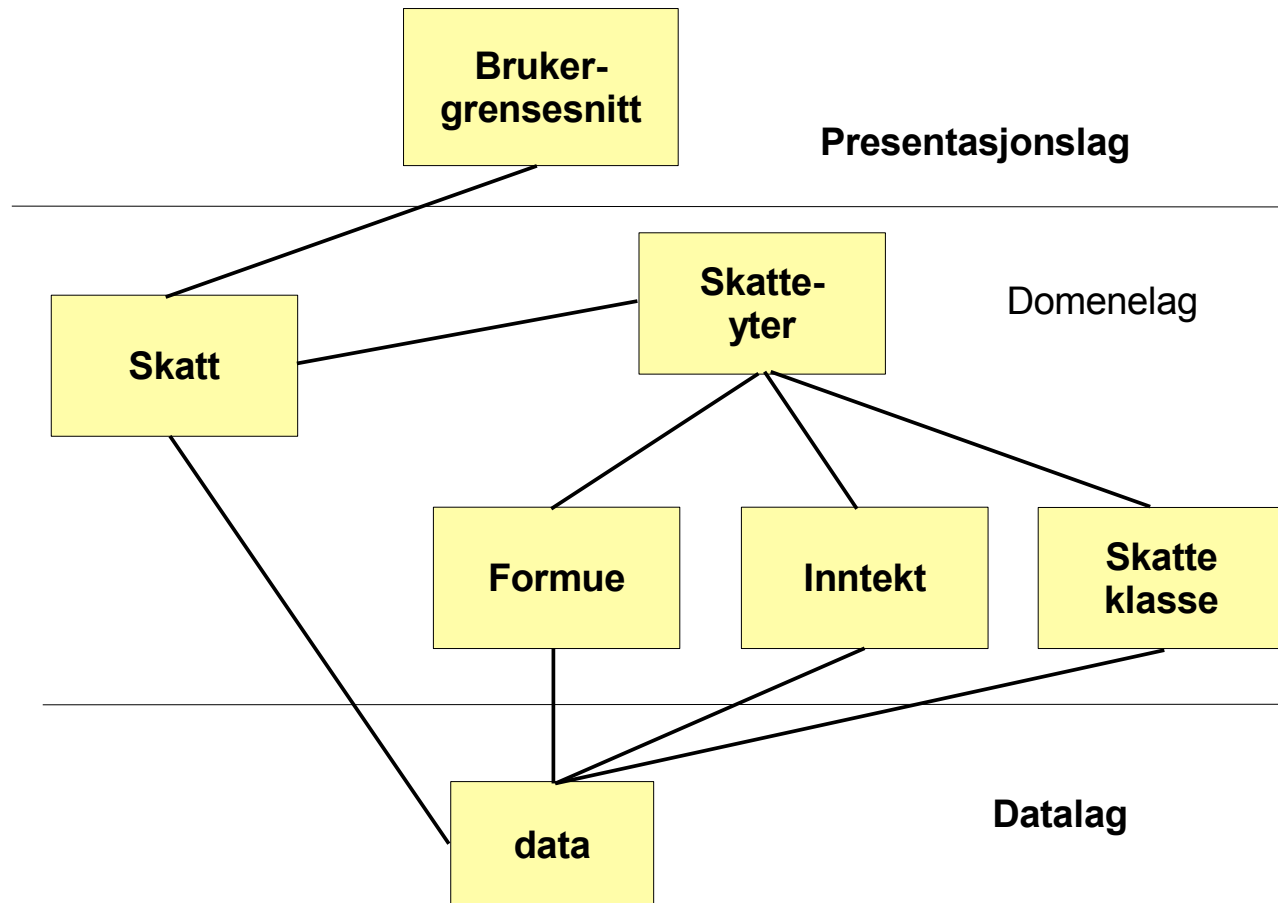 Bruker-
grensesnitt
Presentasjonslag
Skatte-
yter
Domenelag
Skatt
Formue
Inntekt
Skatte
klasse
data
Datalag